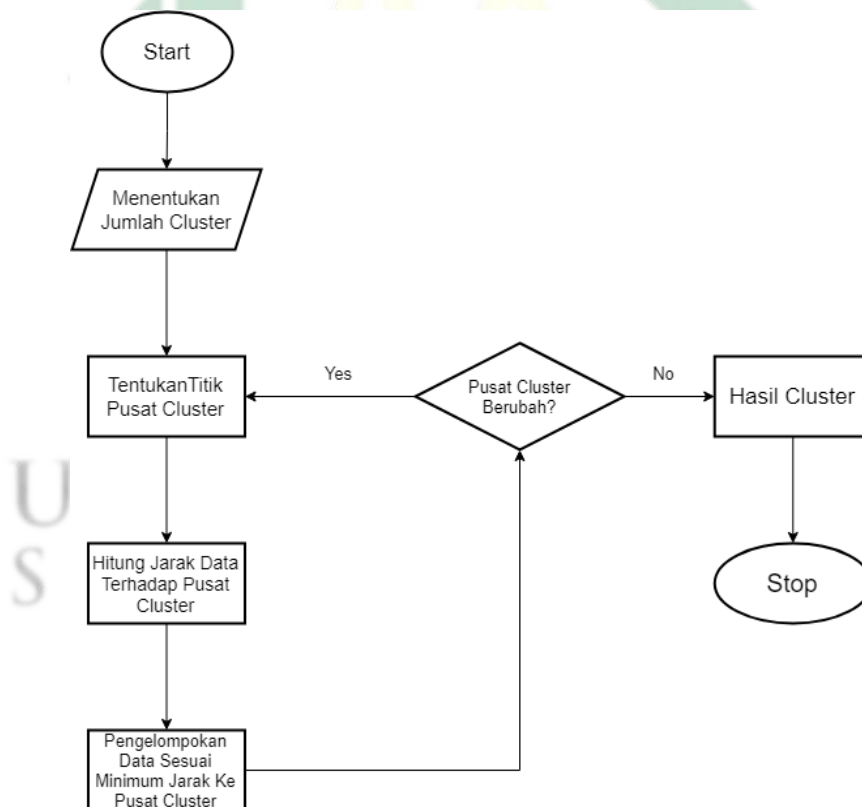 Start
Menentukan
Jumlah Cluster
TentukanTitik
Pusat Cluster
Yes
Pusat Cluster
Berubah?
No
Hasil Cluster
Hitung Jarak Data
Terhadap Pusat
Cluster
Stop
Pengelompokan
Data Sesuai
Minimum Jarak Ke
Pusat Cluster
U
S